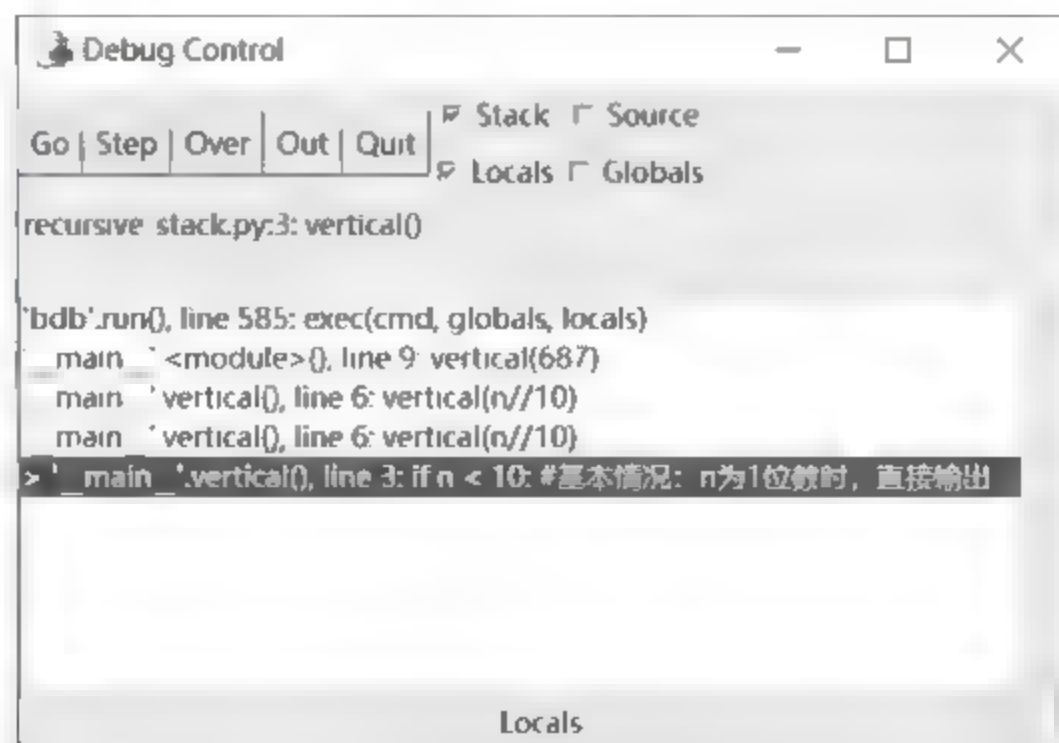 Debug Control
Go Step Over Out Quit Stack Source
Locals Globals
recursive stack.py:3: vertical()
'bdb'.run(), line 585: exec(cmd, globals, locals)
'__main__'.<module>(), line 9: vertical(687)
'__main__'.vertical(), line 6: vertical(n//10)
'__main__'.vertical(), line 6: vertical(n//10)
> '__main__'.vertical(), line 3: if n < 10: #基本情况：n为1位数时，直接输出
Locals